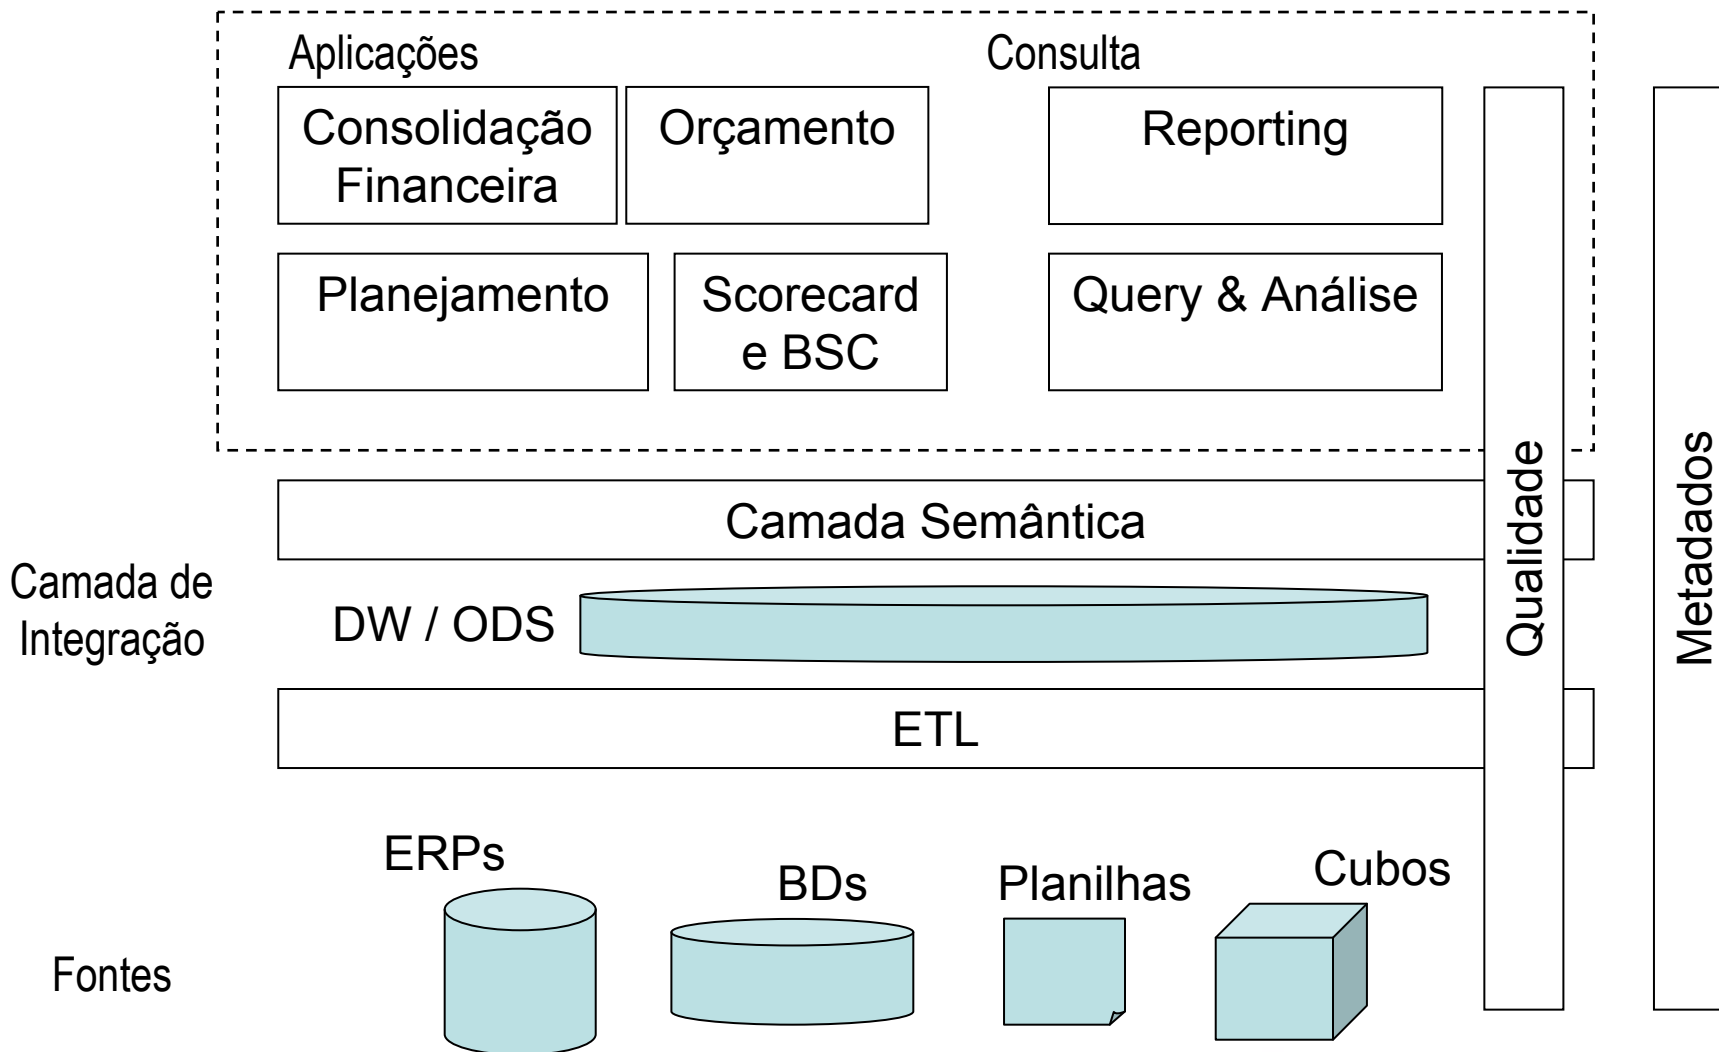 Aplicações
Consulta
Consolidação
Financeira
Orçamento
Reporting
Planejamento
Scorecard
e BSC
Query & Análise
Camada Semântica
Camada de
Integração
DW / ODS
ETL
Qualidade
Metadados
ERPs
BDs
Planilhas
Cubos
Fontes